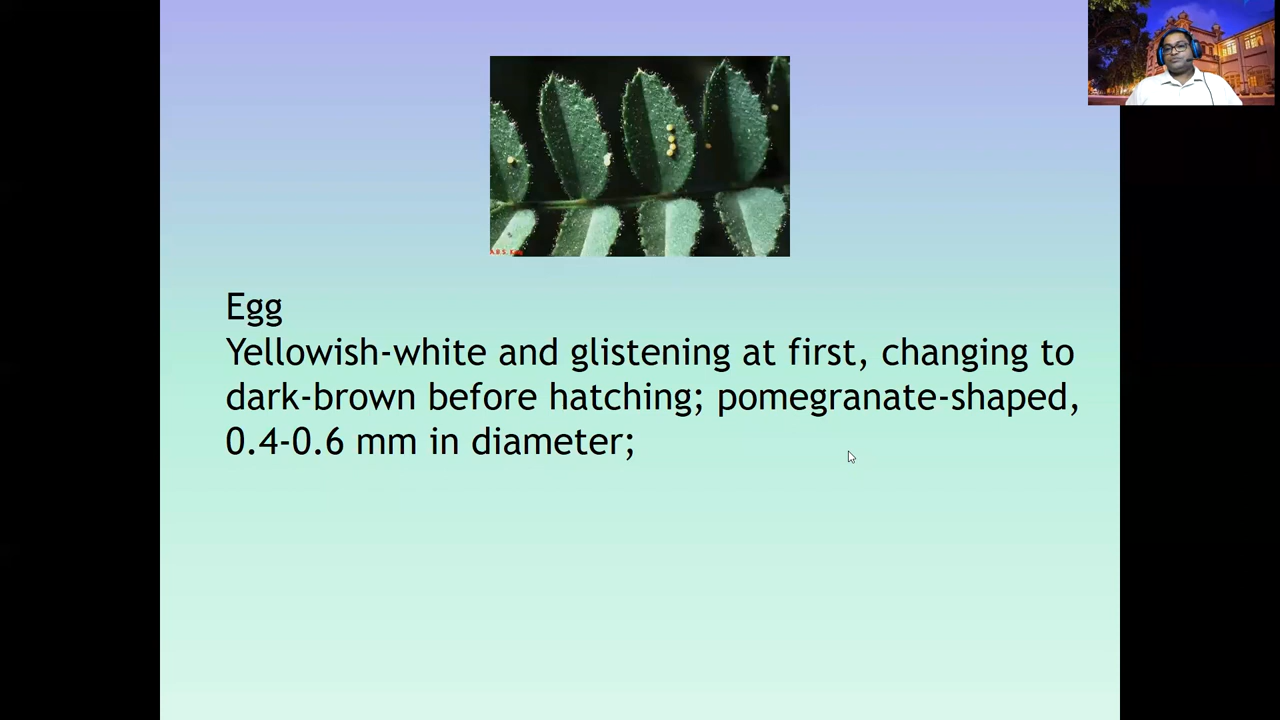 Egg
Yellowish-white and glistening at first, changing to
dark-brown before hatching; pomegranate-shaped,
0.4-0.6 mm in diameter;